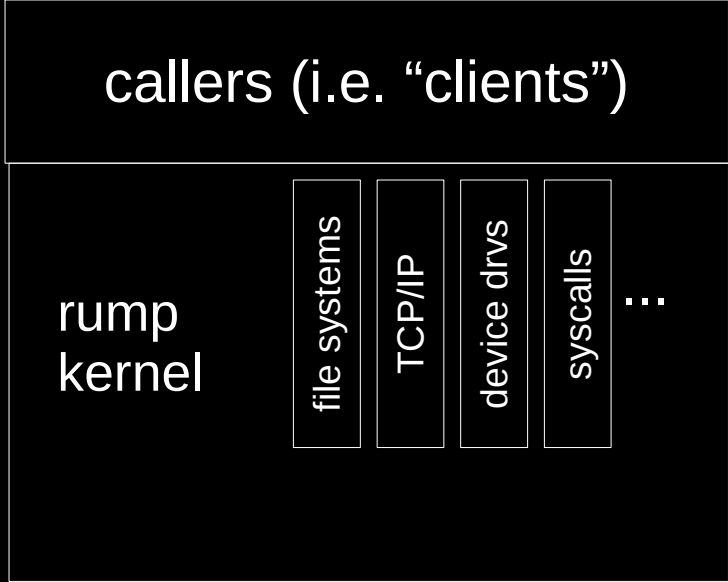 callers (i.e. “clients”)
rump
kernel
file systems
TCP/IP
device drvs
syscalls
...